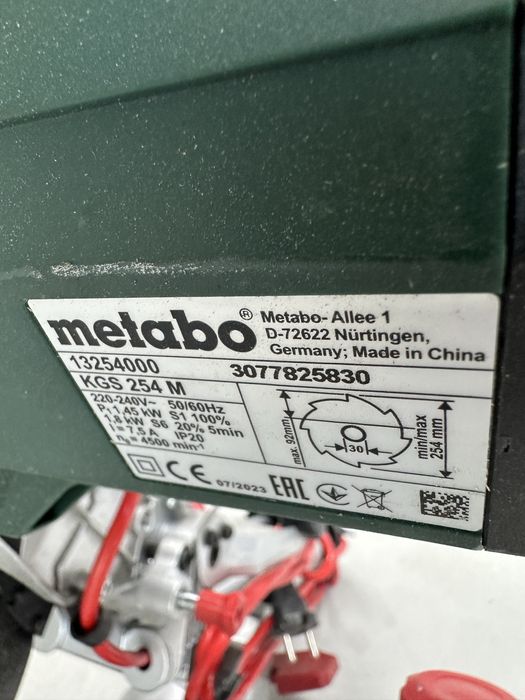 metabo®
Metabo-Allee 1
D-72622 Nürtingen,
Germany; Made in China
13254000
3077825830
KGS 254 M
220-240V~ 50/60Hz
P₁ 1,45 kW S1 100%
1,8 kW S6 20% 5min
I = 7,5 A IP20
n₀ = 4500 min⁻¹
max. 92mm
30
min/max
254 mm
CE
07/2023
EAC